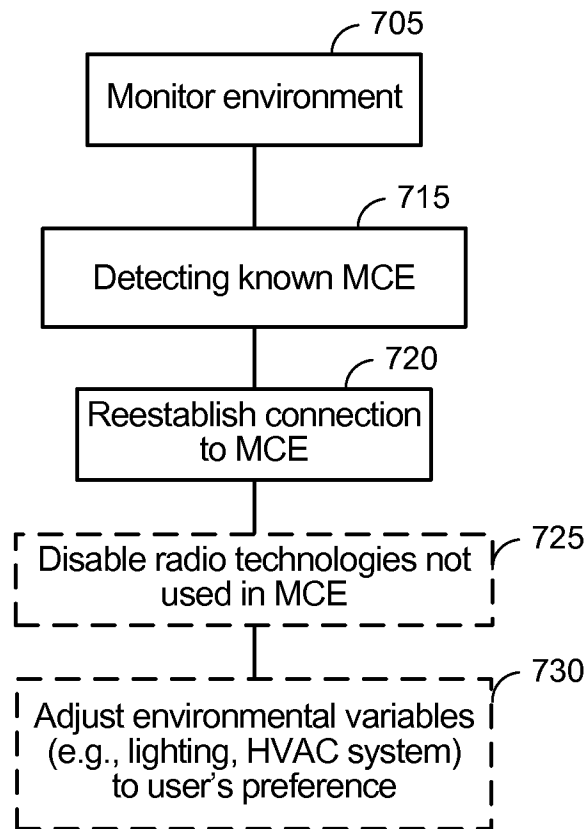 705
Monitor environment
715
Detecting known MCE
720
Reestablish connection
to MCE
725
Disable radio technologies not
used in MCE
730
Adjust environmental variables
(e.g., lighting, HVAC system)
to user's preference